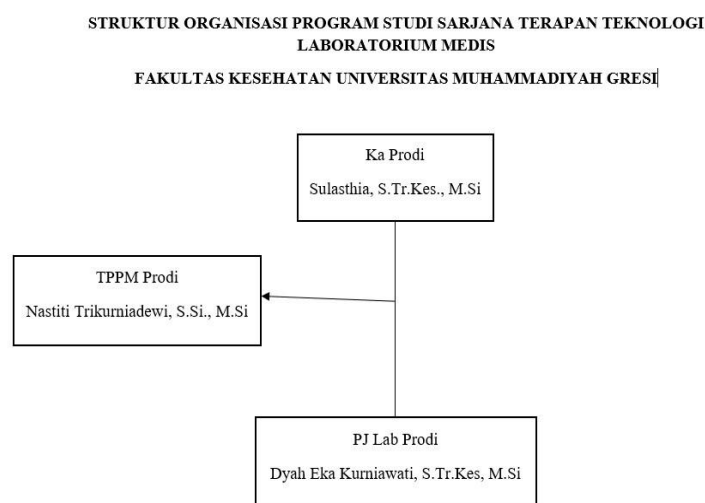 STRUKTUR ORGANISASI PROGRAM STUDI SARJANA TERAPAN TEKNOLOGI
LABORATORIUM MEDIS
FAKULTAS KESEHATAN UNIVERSITAS MUHAMMADIYAH GRESI
Ka Prodi
Sulasthia, S.Tr.Kes., M.Si
TPPM Prodi
Nastiti Trikurniadewi, S.Si., M.Si
PJ Lab Prodi
Dyah Eka Kurniawati, S.Tr.Kes, M.Si